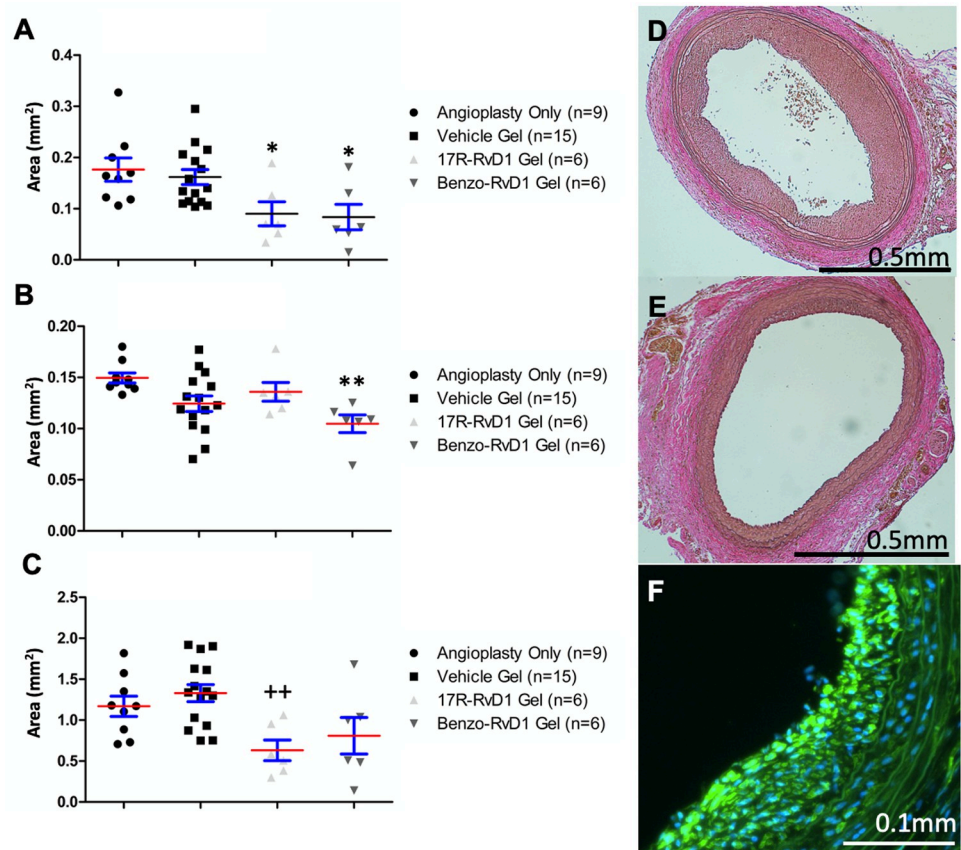 A
Area (mm²)
0.4
0.3
0.2
0.1
0.0
*
*
Angioplasty Only (n=9)
Vehicle Gel (n=15)
17R-RvD1 Gel (n=6)
Benzo-RvD1 Gel (n=6)
B
Area (mm²)
0.20
0.15
0.10
0.05
0.00
**
Angioplasty Only (n=9)
Vehicle Gel (n=15)
17R-RvD1 Gel (n=6)
Benzo-RvD1 Gel (n=6)
C
Area (mm²)
2.5
2.0
1.5
1.0
0.5
0.0
++
Angioplasty Only (n=9)
Vehicle Gel (n=15)
17R-RvD1 Gel (n=6)
Benzo-RvD1 Gel (n=6)
D
0.5mm
E
0.5mm
F
0.1mm